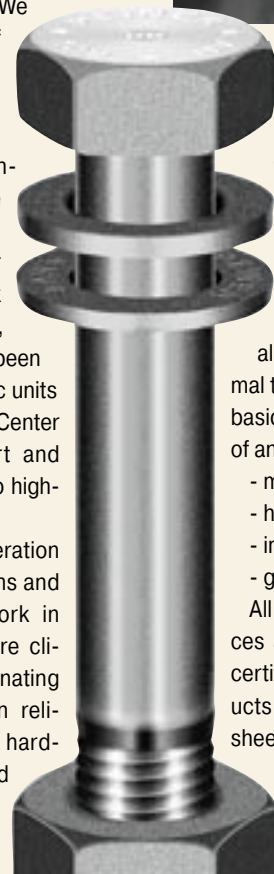 We
been
c units
Center
rt and
o high-
eration
ns and
ork in
re cli-
nating
n reli-
hard-
d
al
mal t
basic
of an
- m
- h
- in
- g
All
ces
certi
ucts
sheet